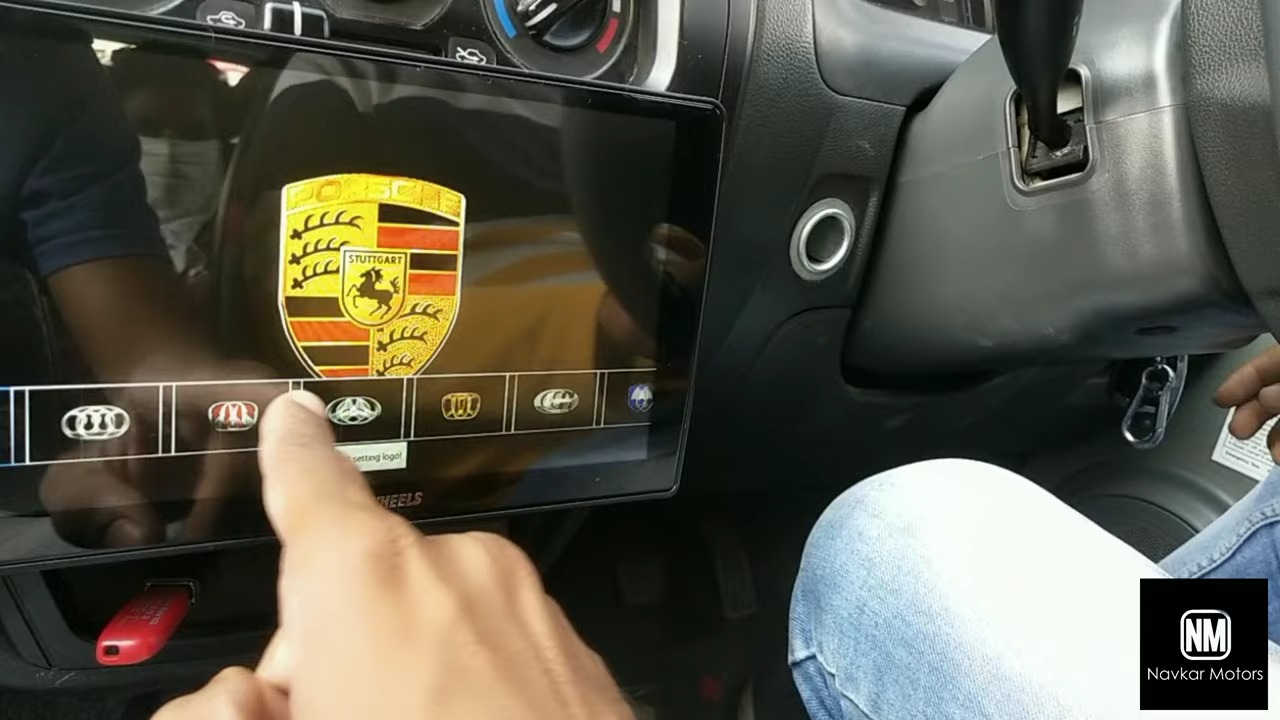 PORSCHE
STUTTGART
setting logo!
HEELS
NM
Navkar Motors